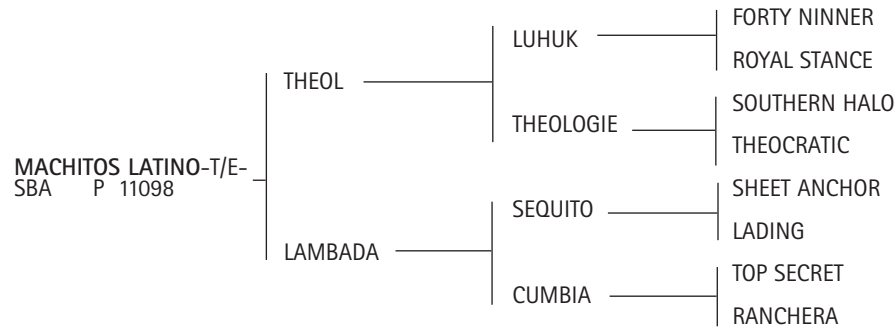 FORTY NINNER
LUHUK
ROYAL STANCE
THEOL
SOUTHERN HALO
THEOLOGIE
THEOCRATIC
MACHITOS LATINO-T/E-
SBA P 11098
SHEET ANCHOR
SEQUITO
LADING
LAMBADA
TOP SECRET
CUMBIA
RANCHERA